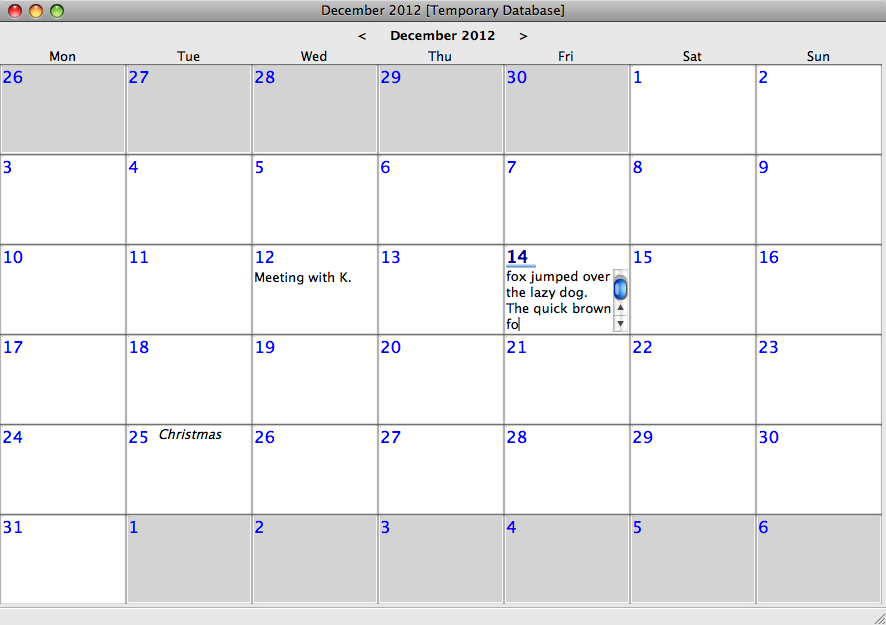 December 2012 [Temporary Database]
< December 2012 >
Mon Tue Wed Thu Fri Sat Sun
26 27 28 29 30 1 2
3 4 5 6 7 8 9
10 11 12 13 14 15 16
Meeting with K.
fox jumped over
the lazy dog.
The quick brown
fo
17 18 19 20 21 22 23
24 25 Christmas 26 27 28 29 30
31 1 2 3 4 5 6